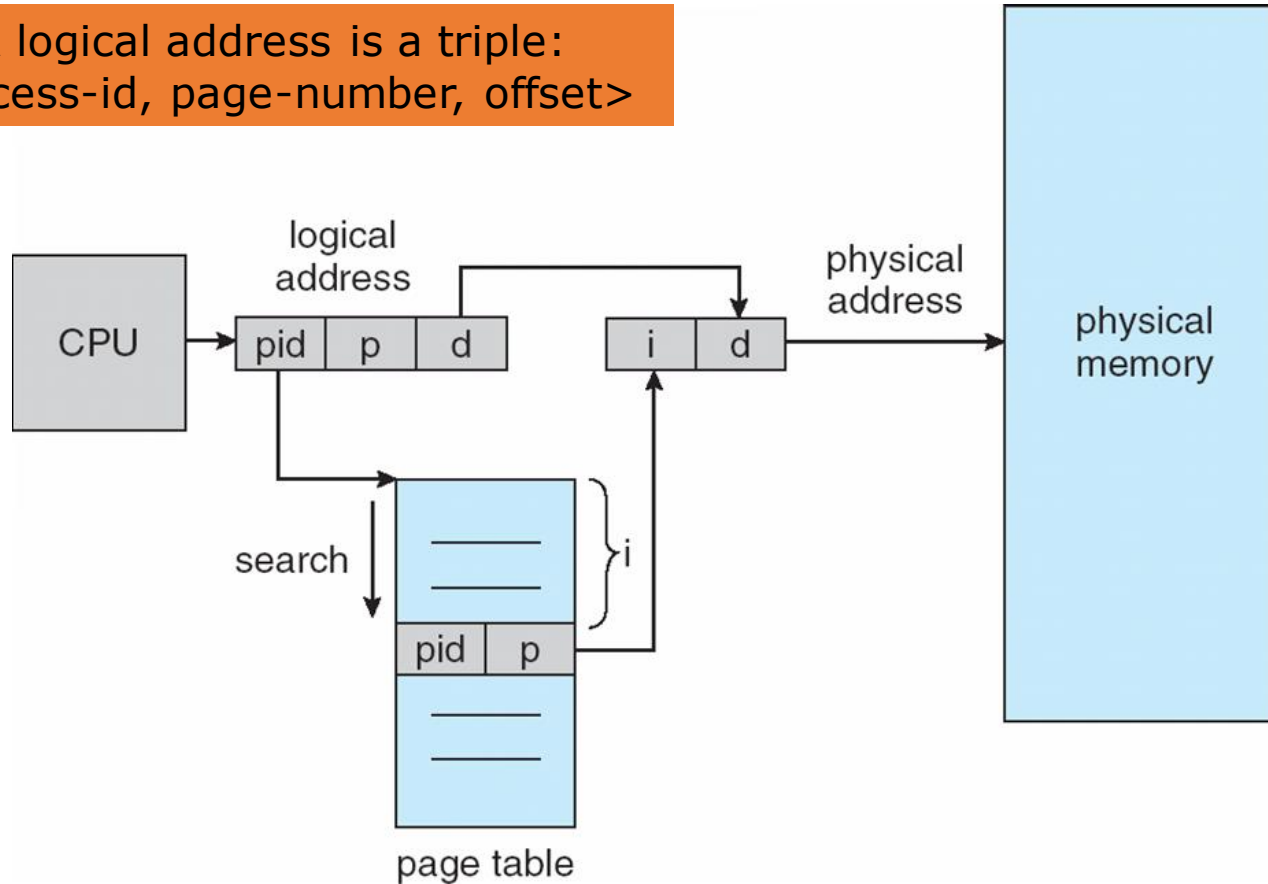 logical address is a triple:
cess-id, page-number, offset>
logical
address
physical
address
CPU
pid p d
i d
physical
memory
search
i
pid p
page table